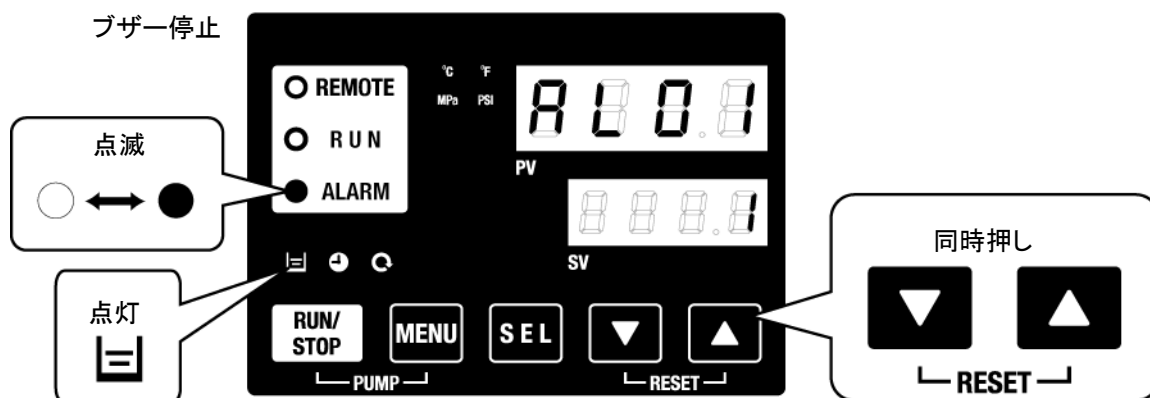 ブザー停止
°C °F
REMOTE
MPa PSI
AL01
RUN
点滅
PV
ALARM
1
同時押し
SV
点灯
RUN/
STOP
MENU
SEL
PUMP
RESET
RESET